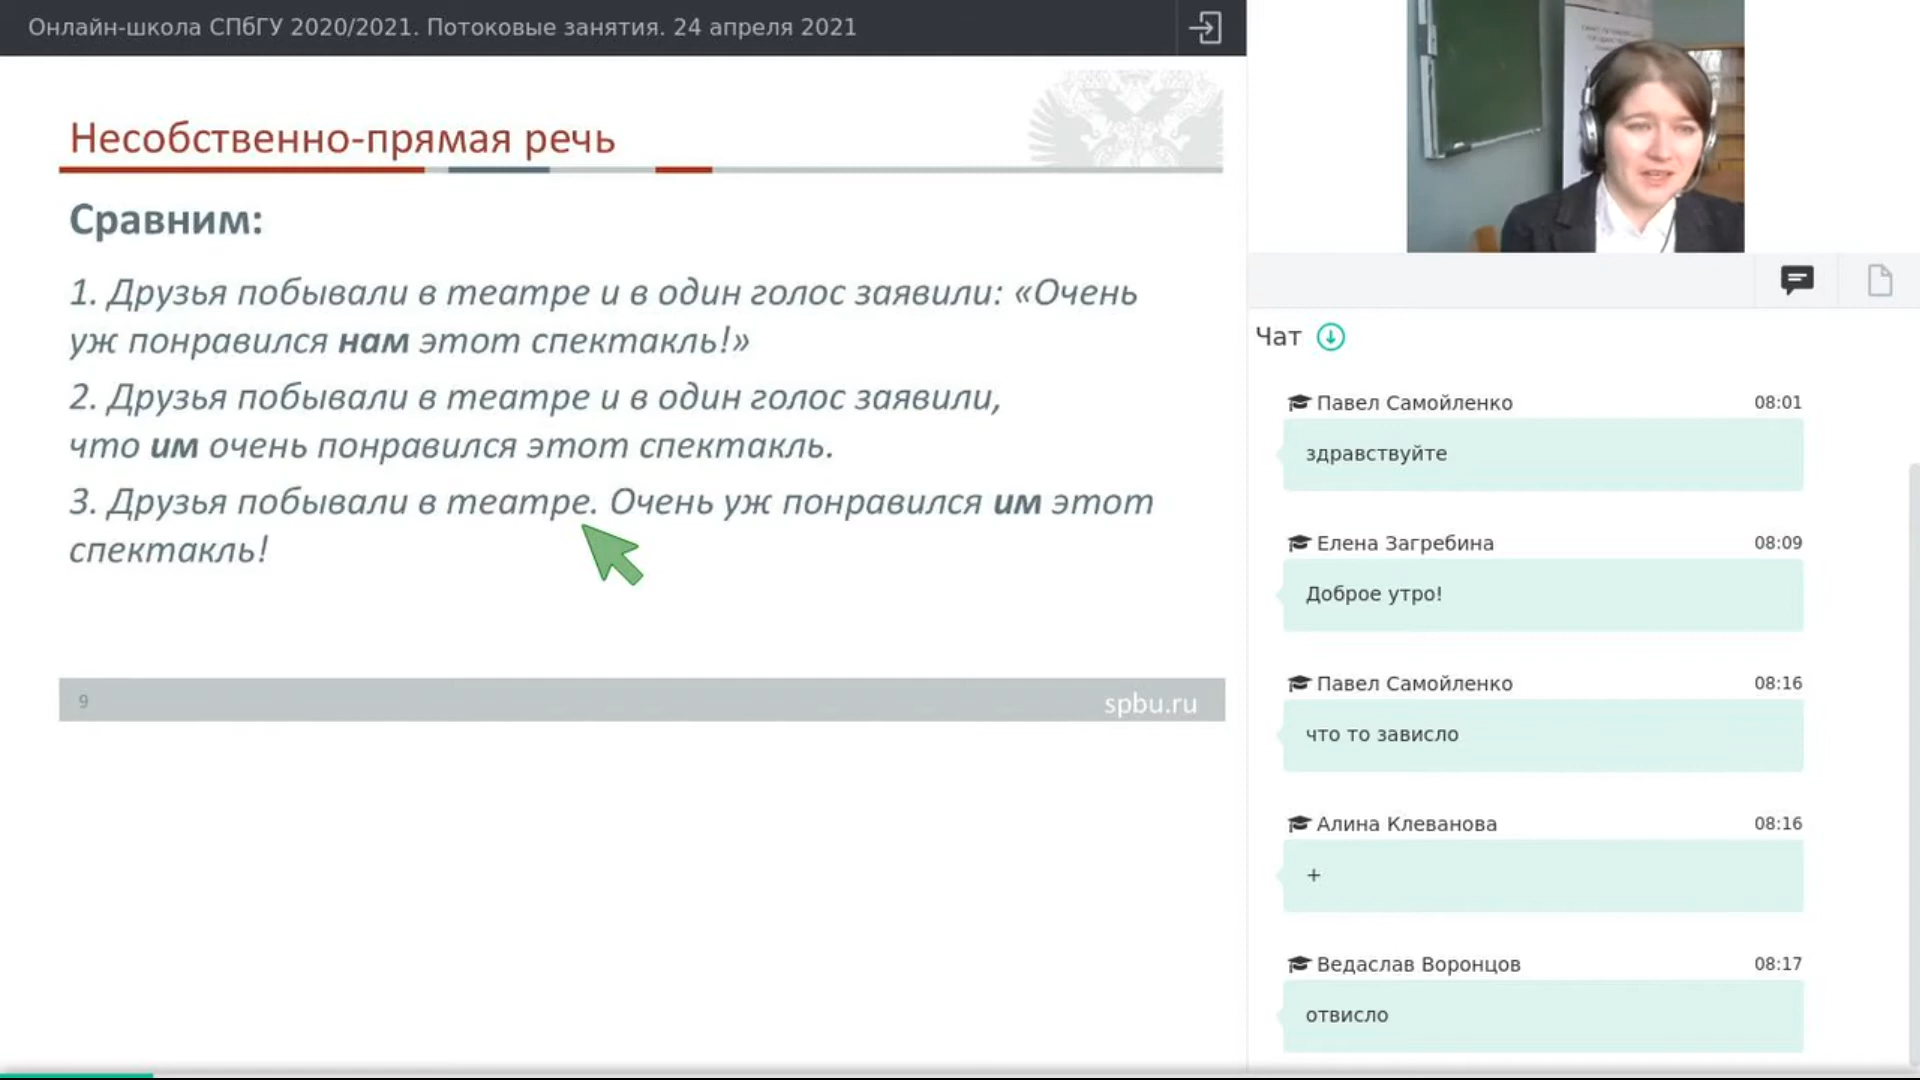 Онлайн-школа СПбГУ 2020/2021. Потоковые занятия. 24 апреля 2021
Несобственно-прямая речь
Сравним:
1. Друзья побывали в театре и в один голос заявили: «Очень
уж понравился нам этот спектакль!»
2. Друзья побывали в театре и в один голос заявили,
что им очень понравился этот спектакль.
3. Друзья побывали в театре. Очень уж понравился им этот
спектакль!
9
spbu.ru
Чат
Павел Самойленко 08:01
здравствуйте
Елена Загребина 08:09
Доброе утро!
Павел Самойленко 08:16
что то зависло
Алина Клеванова 08:16
+
Ведаслав Воронцов 08:17
отвисло